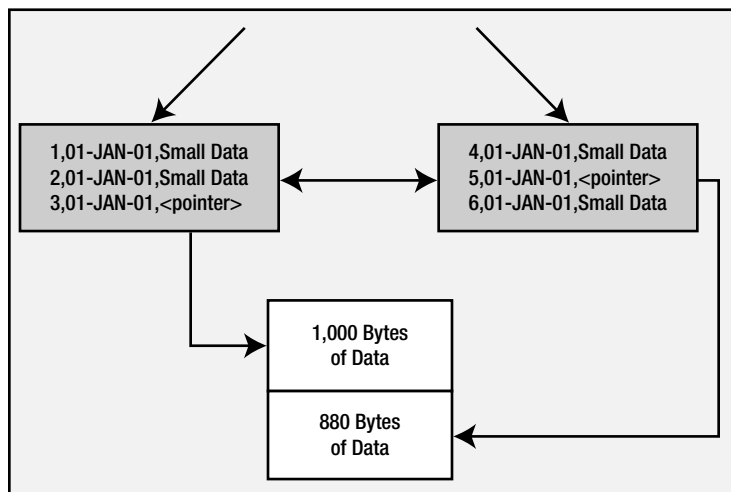 1,01-JAN-01,Small Data
2,01-JAN-01,Small Data
3,01-JAN-01,<pointer>
4,01-JAN-01,Small Data
5,01-JAN-01,<pointer>
6,01-JAN-01,Small Data
1,000 Bytes
of Data
880 Bytes
of Data